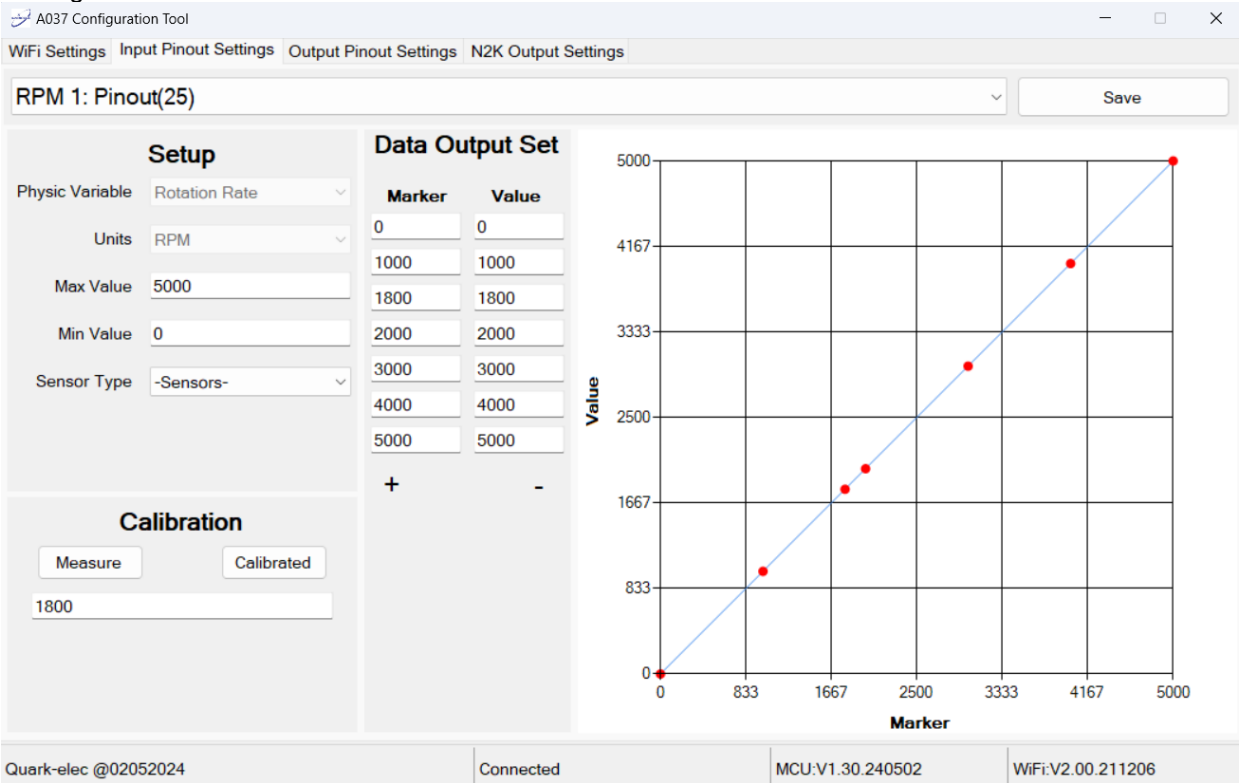 A037 Configuration Tool
WiFi Settings Input Pinout Settings Output Pinout Settings N2K Output Settings
RPM 1: Pinout(25)
Save
Setup
Physic Variable Rotation Rate
Units RPM
Max Value 5000
Min Value 0
Sensor Type -Sensors-
Calibration
Measure Calibrated
1800
Data Output Set
Marker Value
0 0
1000 1000
1800 1800
2000 2000
3000 3000
4000 4000
5000 5000
+ -
5000
4167
3333
2500
1667
833
0
Value
0 833 1667 2500 3333 4167 5000
Marker
Quark-elec @02052024 Connected MCU:V1.30.240502 WiFi:V2.00.211206